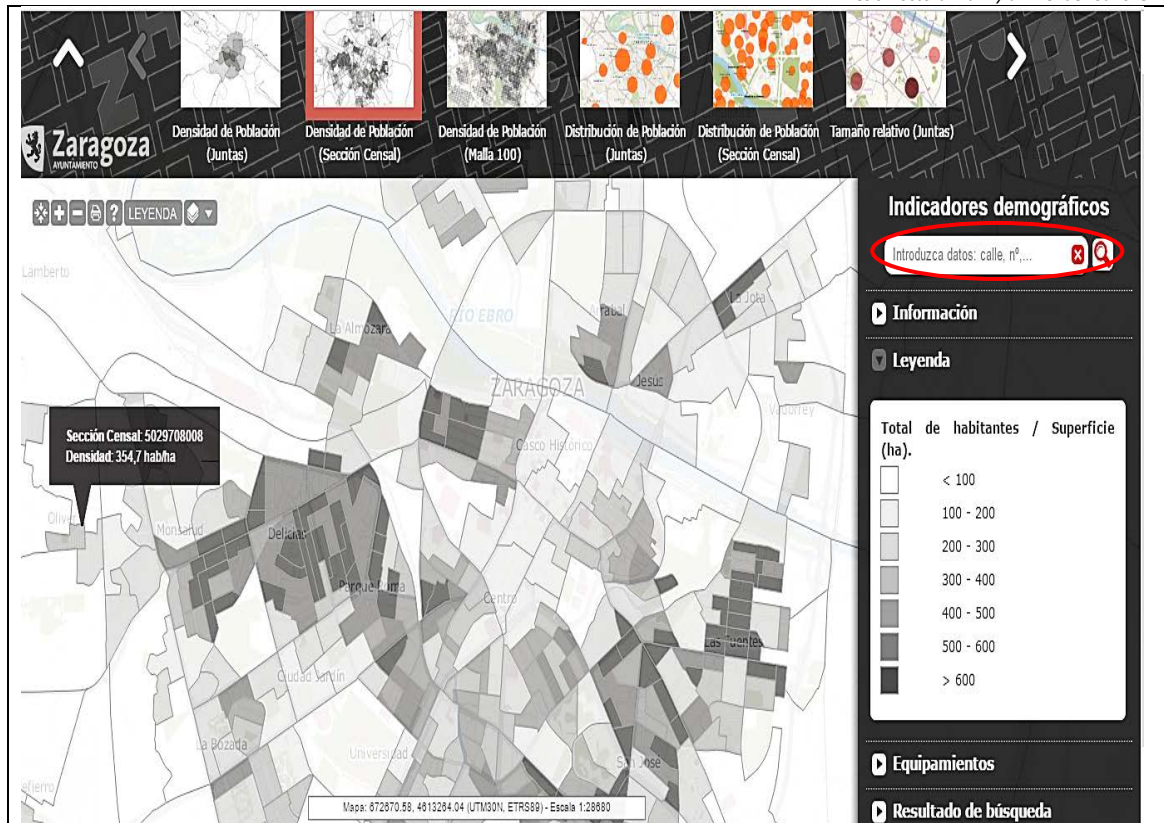 Zaragoza
AYUNTAMIENTO
Densidad de Población
(Juntas)
Densidad de Población
(Sección Censal)
Densidad de Población
(Malla 100)
Distribución de Población
(Juntas)
Distribución de Población
(Sección Censal)
Tamaño relativo (Juntas)
? LEYENDA
Lamberto
La Almozara
RIO EBRO
Arrabal
La Jota
ZARAGOZA
Jesús
Vadorrey
Casco Histórico
Sección Censal: 5029708008
Densidad: 354,7 hab/ha
Monsalud
Delicias
Parque Roma
Centro
Las Fuentes
Ciudad Jardín
La Bozada
Universidad
San José
Mapa: 672670.58, 4613264.04 (UTM30N, ETRS89) - Escala 1:28680
Indicadores demográficos
Introduzca datos: calle, nº,...
Información
Leyenda
Total de habitantes / Superficie
(ha).
< 100
100 - 200
200 - 300
300 - 400
400 - 500
500 - 600
> 600
Equipamientos
Resultado de búsqueda